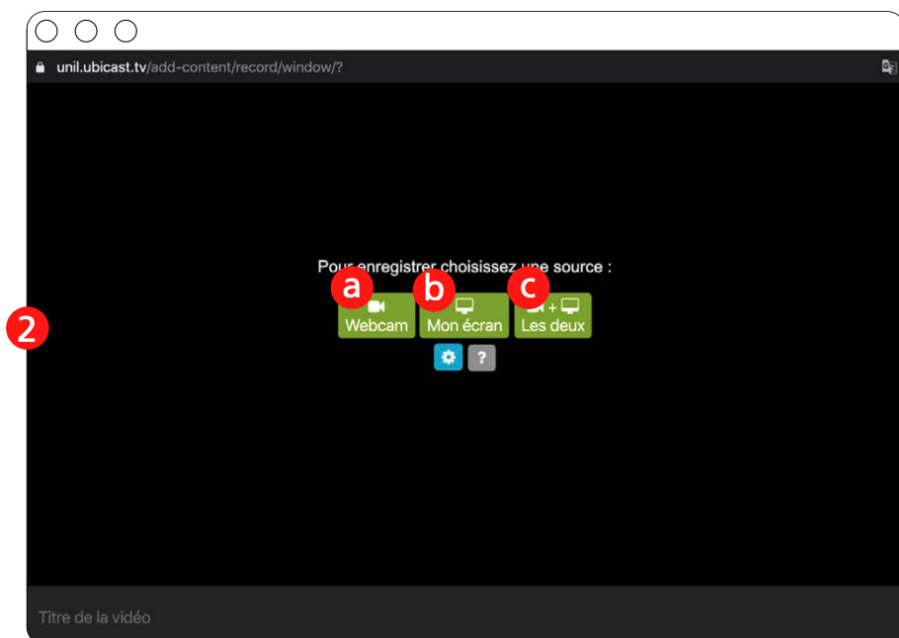 unil.ubicast.tv/add-content/record/window/?
Pour enregistrer choisissez une source :
a b c
Webcam Mon écran + Les deux
2
?
Titre de la vidéo